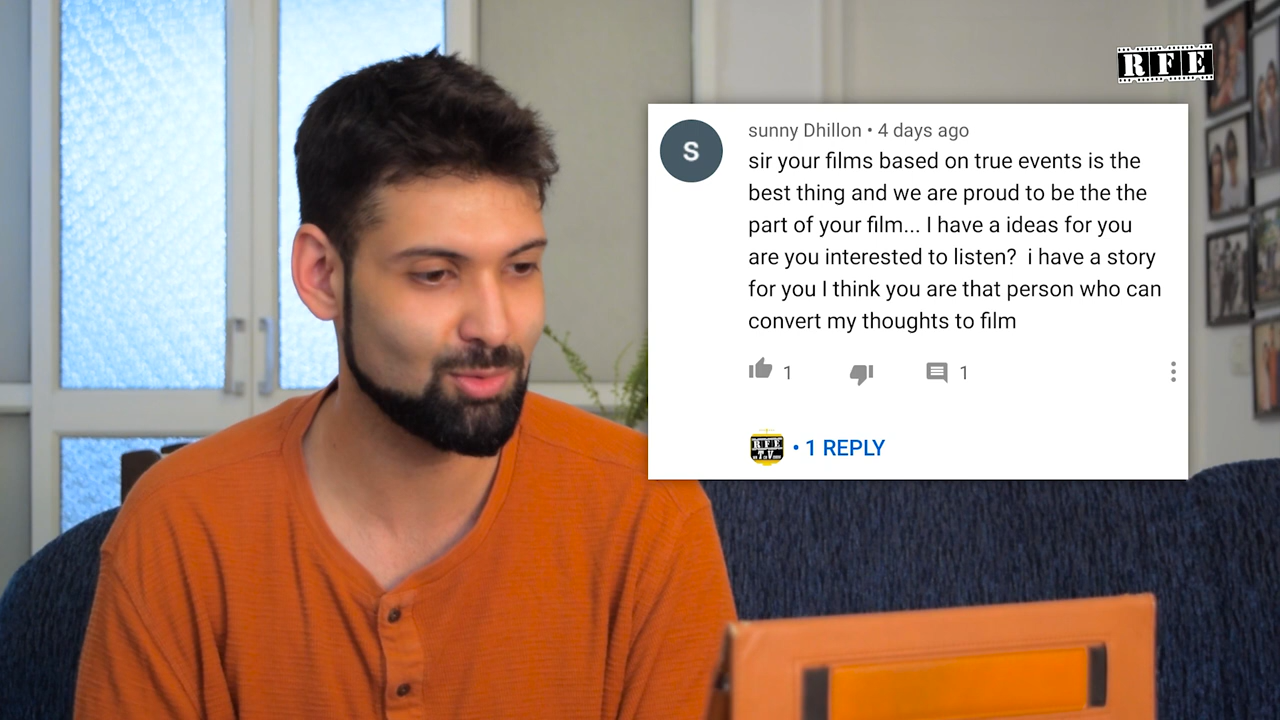 RFE
S
sunny Dhillon • 4 days ago
sir your films based on true events is the
best thing and we are proud to be the the
part of your film... I have a ideas for you
are you interested to listen?  i have a story
for you I think you are that person who can
convert my thoughts to film
1
1
RFE
TV
• 1 REPLY